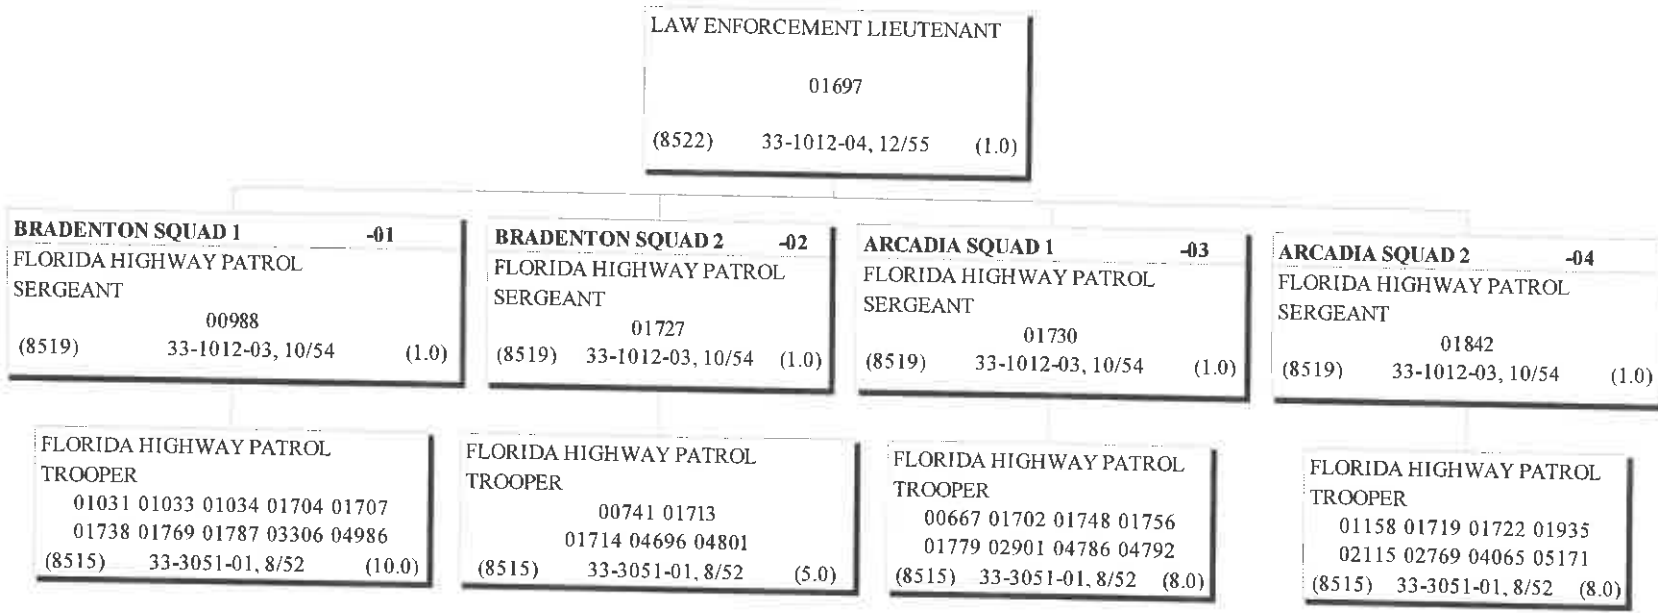 LAW ENFORCEMENT LIEUTENANT
01697
(8522) 33-1012-04, 12/55 (1.0)
BRADENTON SQUAD 1 -01
FLORIDA HIGHWAY PATROL
SERGEANT
00988
(8519) 33-1012-03, 10/54 (1.0)
BRADENTON SQUAD 2 -02
FLORIDA HIGHWAY PATROL
SERGEANT
01727
(8519) 33-1012-03, 10/54 (1.0)
ARCADIA SQUAD 1 -03
FLORIDA HIGHWAY PATROL
SERGEANT
01730
(8519) 33-1012-03, 10/54 (1.0)
ARCADIA SQUAD 2 -04
FLORIDA HIGHWAY PATROL
SERGEANT
01842
(8519) 33-1012-03, 10/54 (1.0)
FLORIDA HIGHWAY PATROL
TROOPER
01031 01033 01034 01704 01707
01738 01769 01787 03306 04986
(8515) 33-3051-01, 8/52 (10.0)
FLORIDA HIGHWAY PATROL
TROOPER
00741 01713
01714 04696 04801
(8515) 33-3051-01, 8/52 (5.0)
FLORIDA HIGHWAY PATROL
TROOPER
00667 01702 01748 01756
01779 02901 04786 04792
(8515) 33-3051-01, 8/52 (8.0)
FLORIDA HIGHWAY PATROL
TROOPER
01158 01719 01722 01935
02115 02769 04065 05171
(8515) 33-3051-01, 8/52 (8.0)